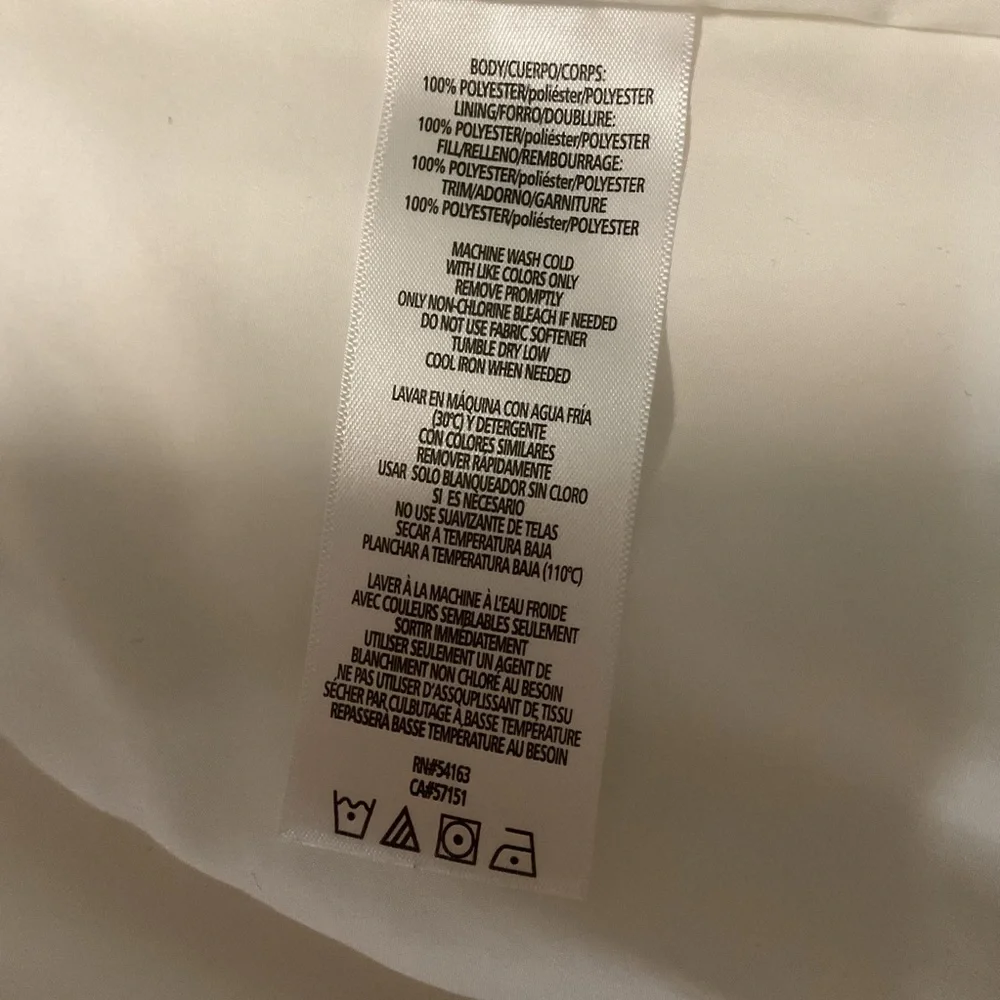 BODY/CUERPO/CORPS:
100% POLYESTER/poliéster/POLYESTER
LINING/FORRO/DOUBLURE:
100% POLYESTER/poliéster/POLYESTER
FILL/RELLENO/REMBOURRAGE:
100% POLYESTER/poliéster/POLYESTER
TRIM/ADORNO/GARNITURE
100% POLYESTER/poliéster/POLYESTER
MACHINE WASH COLD
WITH LIKE COLORS ONLY
REMOVE PROMPTLY
ONLY NON-CHLORINE BLEACH IF NEEDED
DO NOT USE FABRIC SOFTENER
TUMBLE DRY LOW
COOL IRON WHEN NEEDED
LAVAR EN MÁQUINA CON AGUA FRÍA
(30°C) Y DETERGENTE
CON COLORES SIMILARES
REMOVER RÁPIDAMENTE
USAR SOLO BLANQUEADOR SIN CLORO
SI ES NECESARIO
NO USE SUAVIZANTE DE TELAS
SECAR A TEMPERATURA BAJA
PLANCHAR A TEMPERATURA BAJA (110°C)
LAVER À LA MACHINE À L'EAU FROIDE
AVEC COULEURS SEMBLABLES SEULEMENT
SORTIR IMMÉDIATEMENT
UTILISER SEULEMENT UN AGENT DE
BLANCHIMENT NON CHLORÉ AU BESOIN
NE PAS UTILISER D'ASSOUPLISSANT DE TISSU
SÉCHER PAR CULBUTAGE À BASSE TEMPÉRATURE
REPASSER À BASSE TEMPÉRATURE AU BESOIN
RN#54163
CA#57151